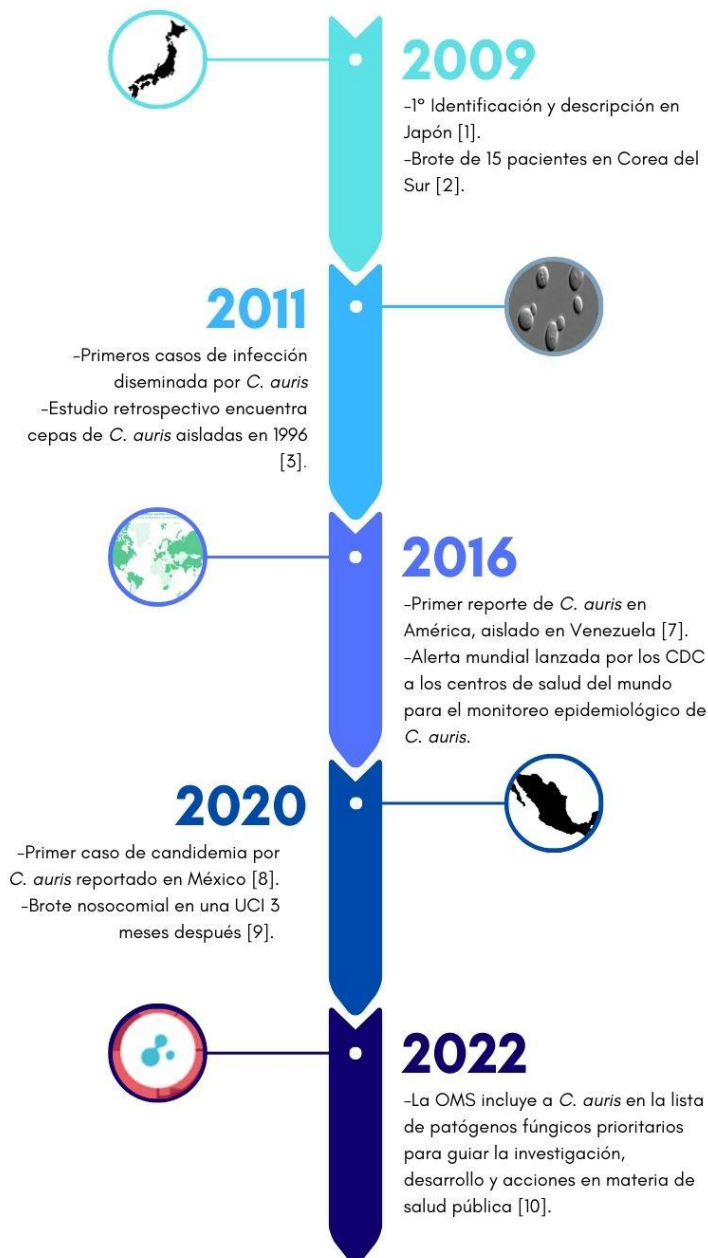 2009
-1° Identificación y descripción en
Japón [1].
-Brote de 15 pacientes en Corea del
Sur [2].
2011
-Primeros casos de infección
diseminada por C. auris
-Estudio retrospectivo encuentra
cepas de C. auris aisladas en 1996
[3].
2016
-Primer reporte de C. auris en
América, aislado en Venezuela [7].
-Alerta mundial lanzada por los CDC
a los centros de salud del mundo
para el monitoreo epidemiológico de
C. auris.
2020
-Primer caso de candidemia por
C. auris reportado en México [8].
-Brote nosocomial en una UCI 3
meses después [9].
2022
-La OMS incluye a C. auris en la lista
de patógenos fúngicos prioritarios
para guiar la investigación,
desarrollo y acciones en materia de
salud pública [10].